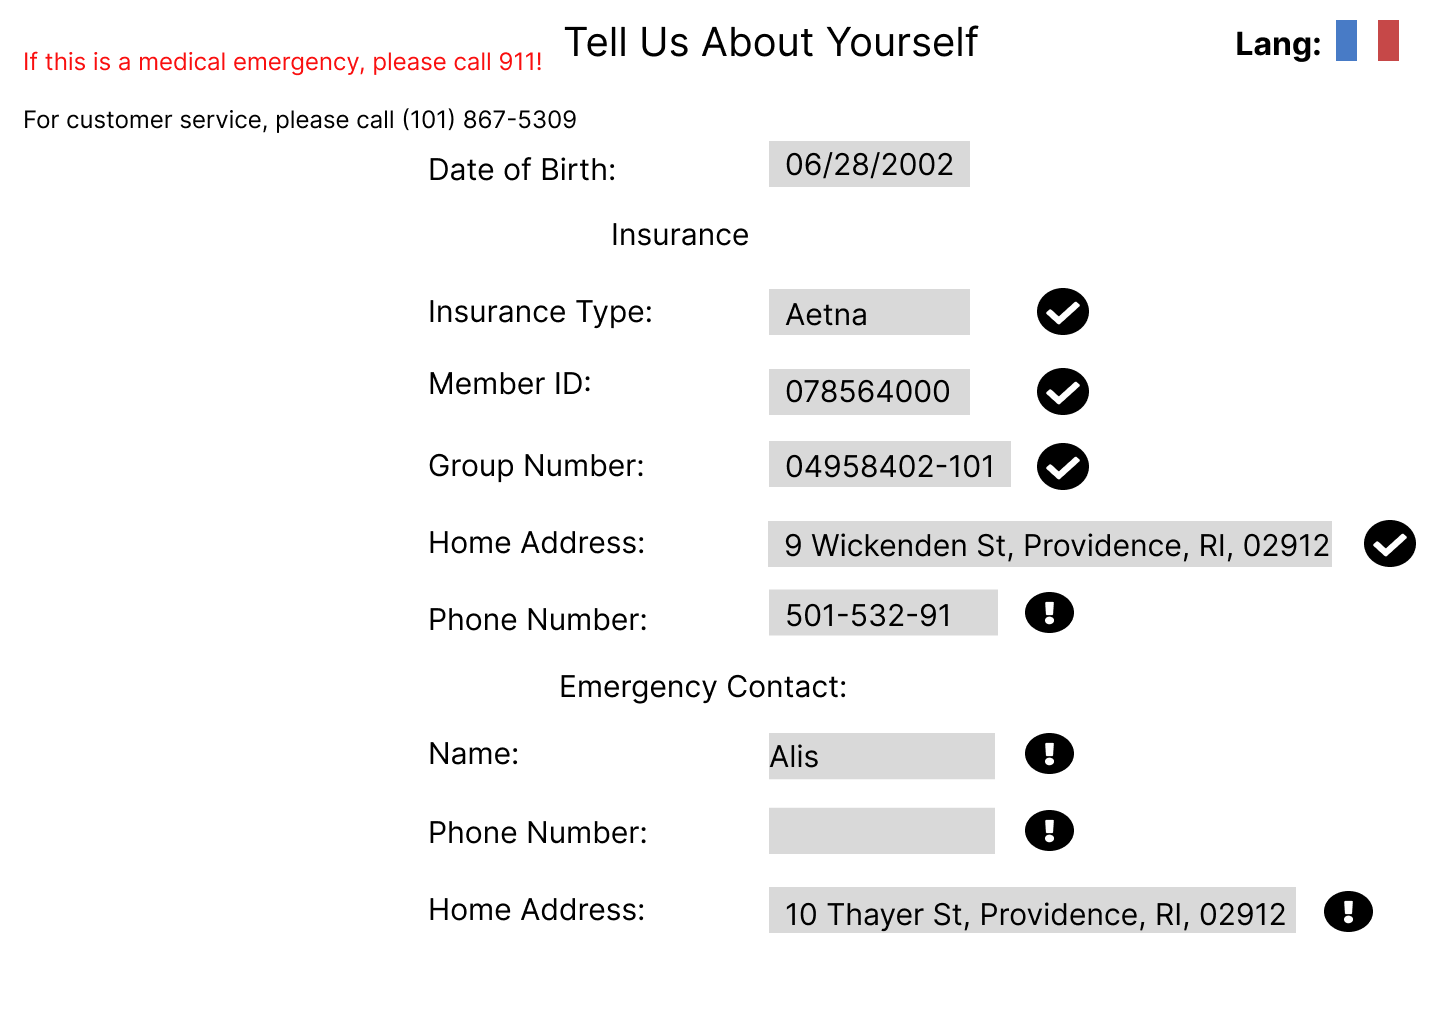 Tell Us About Yourself
Lang:
If this is a medical emergency, please call 911!
For customer service, please call (101) 867-5309
Date of Birth: 06/28/2002
Insurance
Insurance Type: Aetna
Member ID: 078564000
Group Number: 04958402-101
Home Address: 9 Wickenden St, Providence, RI, 02912
Phone Number: 501-532-91
Emergency Contact:
Name: Alis
Phone Number:
Home Address: 10 Thayer St, Providence, RI, 02912